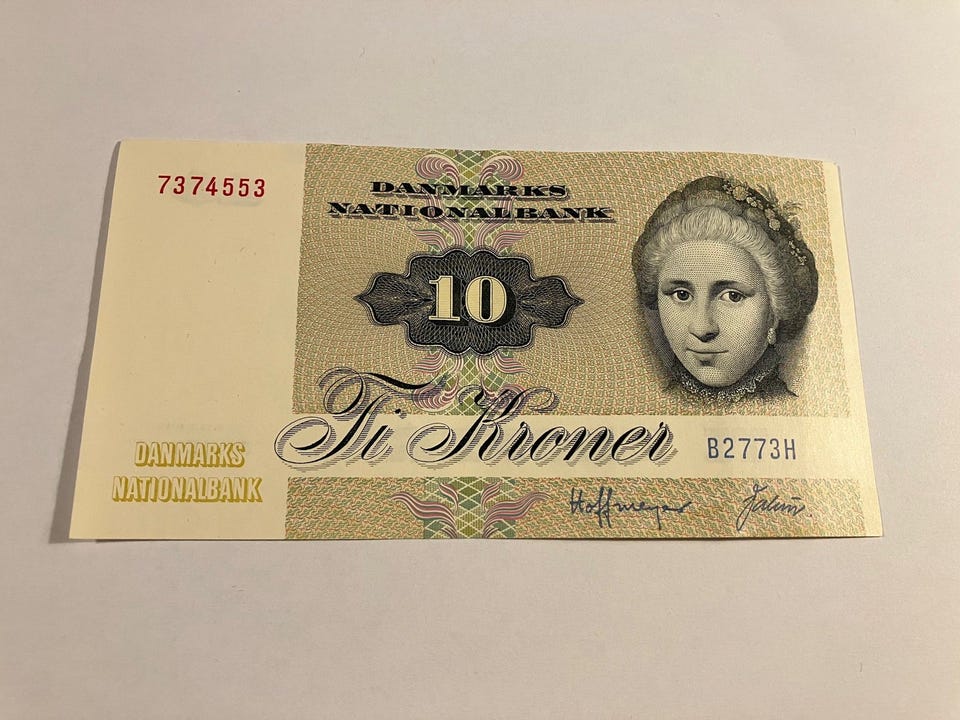 7374553
DANMARKS
NATIONALBANK
10
Ti Kroner
B2773H
DANMARKS
NATIONALBANK
Hoffmeyer